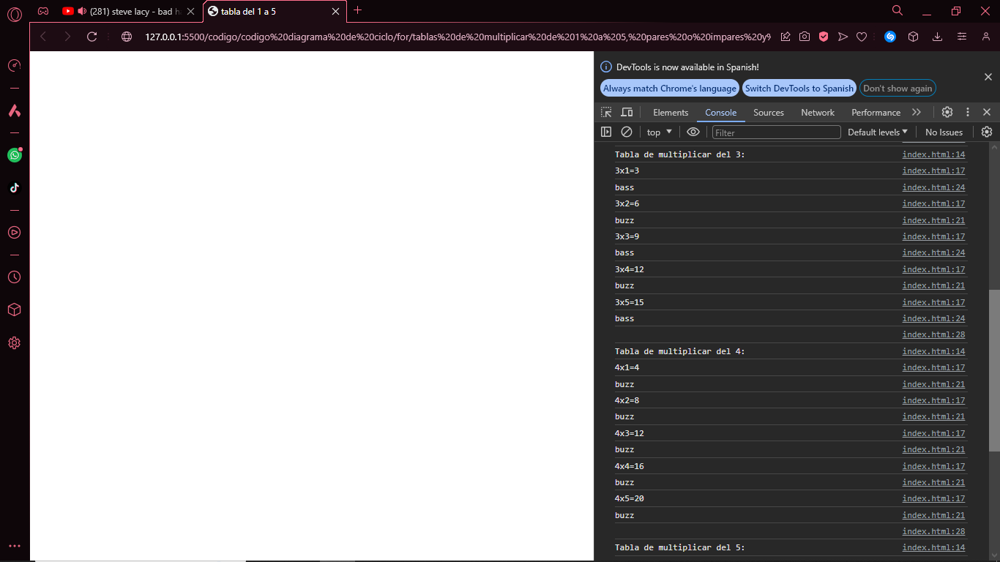 (281) steve lacy - bad h
tabla del 1 a 5
127.0.0.1:5500/codigo/codigo%20diagrama%20de%20ciclo/for/tablas%20de%20multiplicar%20de%201%20a%205,%20pares%20o%20impares%20y%
DevTools is now available in Spanish!
Always match Chrome's language
Switch DevTools to Spanish
Don't show again
Elements Console Sources Network Performance
top Filter Default levels No Issues
Tabla de multiplicar del 3: index.html:14
3x1=3 index.html:17
bass index.html:24
3x2=6 index.html:17
buzz index.html:21
3x3=9 index.html:17
bass index.html:24
3x4=12 index.html:17
buzz index.html:21
3x5=15 index.html:17
bass index.html:24
index.html:28
Tabla de multiplicar del 4: index.html:14
4x1=4 index.html:17
buzz index.html:21
4x2=8 index.html:17
buzz index.html:21
4x3=12 index.html:17
buzz index.html:21
4x4=16 index.html:17
buzz index.html:21
4x5=20 index.html:17
buzz index.html:21
index.html:28
Tabla de multiplicar del 5: index.html:14